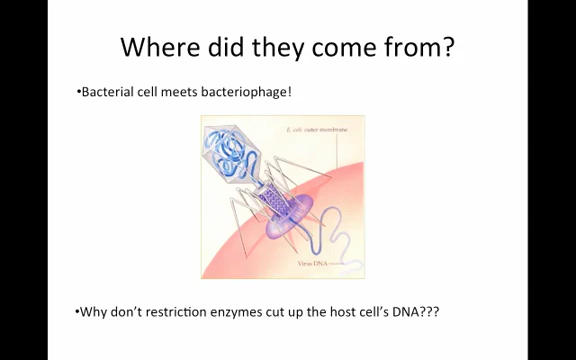 Where did they come from?
•Bacterial cell meets bacteriophage!
E. coli outer membrane
Virus DNA
•Why don't restriction enzymes cut up the host cell's DNA???